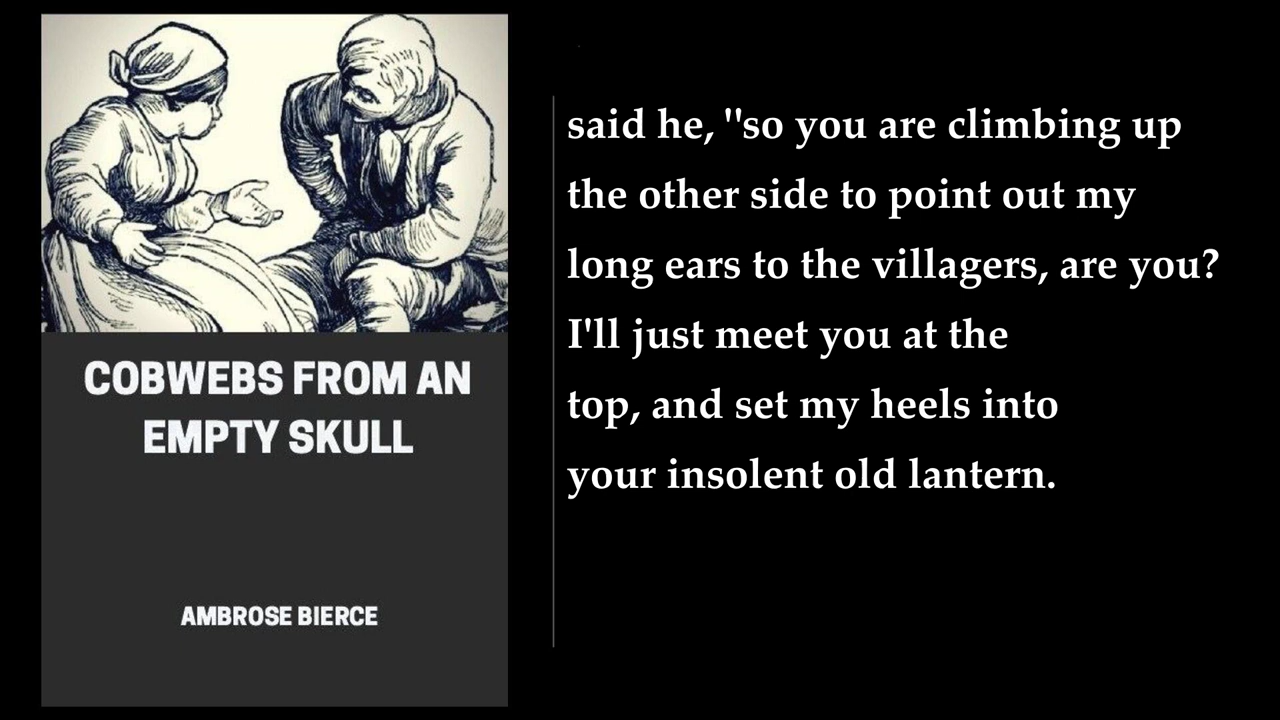 COBWEBS FROM AN
EMPTY SKULL
AMBROSE BIERCE
said he, "so you are climbing up
the other side to point out my
long ears to the villagers, are you?
I'll just meet you at the
top, and set my heels into
your insolent old lantern.